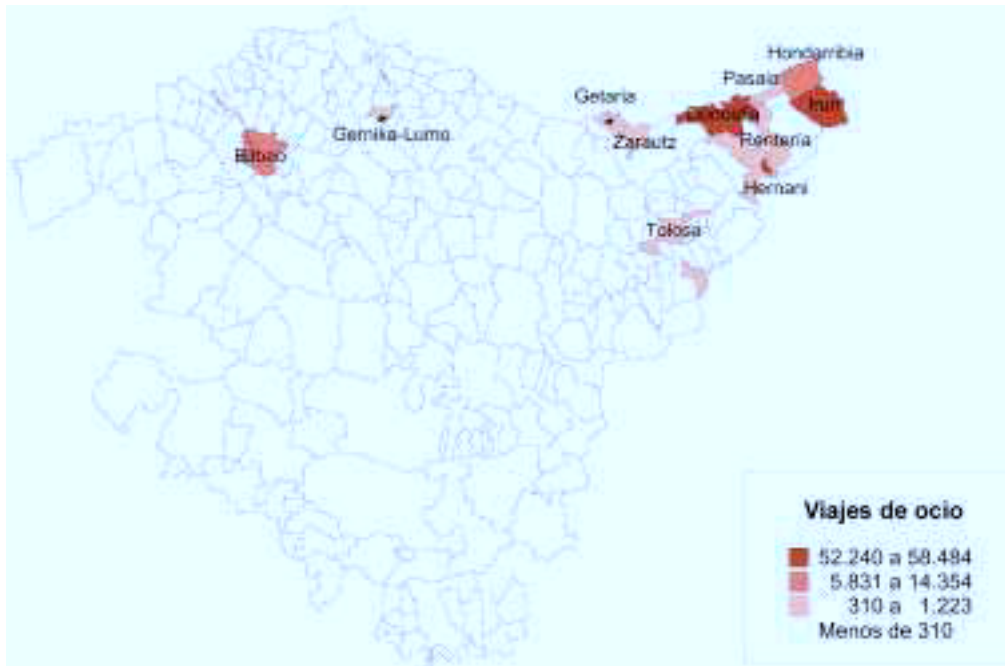 Hondarribia
Pasaia
Irun
Getaria
Donostia
Gernika-Lumo
Zarautz
Renteria
Bilbao
Hernani
Tolosa
Viajes de ocio
52.240 a 58.484
5.831 a 14.354
310 a 1.223
Menos de 310